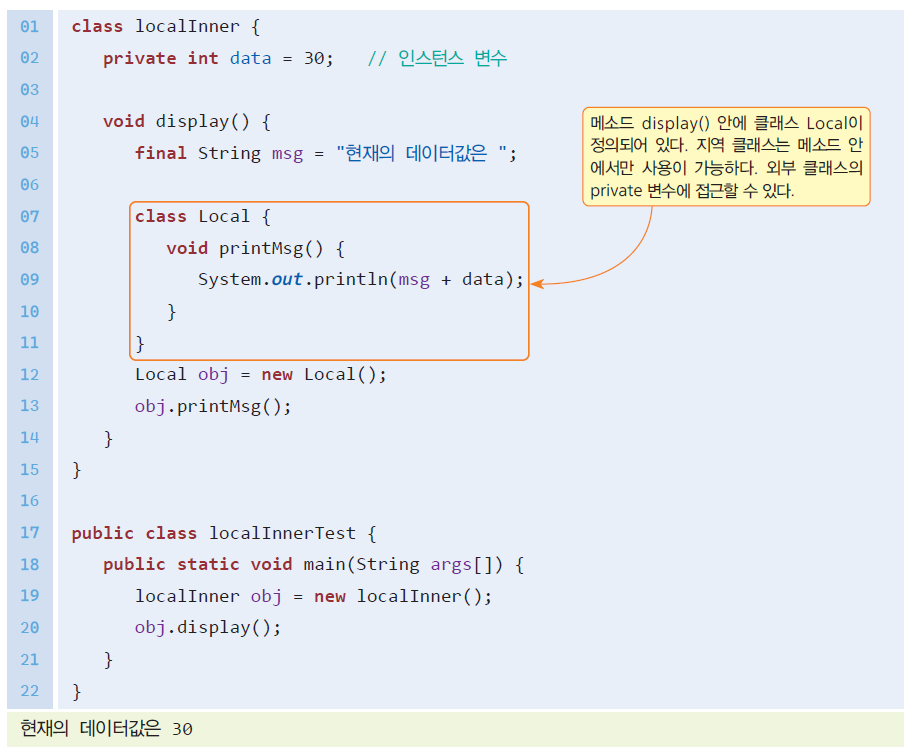 01 class localInner {
02    private int data = 30;   // 인스턴스 변수
03
04    void display() {
05       final String msg = "현재의 데이터값은 ";
06
07       class Local {
08          void printMsg() {
09             System.out.println(msg + data);
10          }
11       }
12       Local obj = new Local();
13       obj.printMsg();
14    }
15 }
16
17 public class localInnerTest {
18    public static void main(String args[]) {
19       localInner obj = new localInner();
20       obj.display();
21    }
22 }
메소드 display() 안에 클래스 Local이
정의되어 있다. 지역 클래스는 메소드 안
에서만 사용이 가능하다. 외부 클래스의
private 변수에 접근할 수 있다.
현재의 데이터값은 30